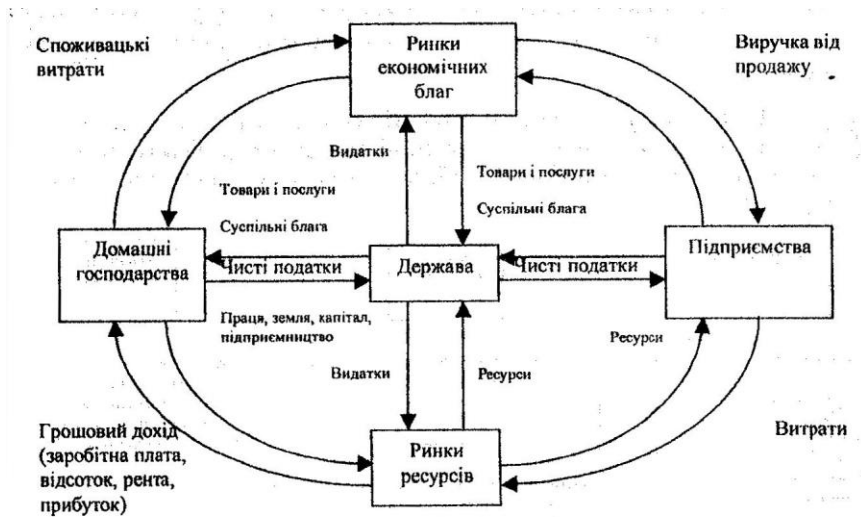 Споживацькі
витрати
Ринки
економічних
благ
Виручка від
продажу
Видатки
Товари і послуги
Суспільні блага
Товари і послуги
Суспільні блага
Домашні
господарства
Чисті податки
Держава
Чисті податки
Підприємства
Праця, земля, капітал,
підприємництво
Видатки
Ресурси
Ресурси
Грошовий дохід
(заробітна плата,
відсоток, рента,
прибуток)
Ринки
ресурсів
Витрати